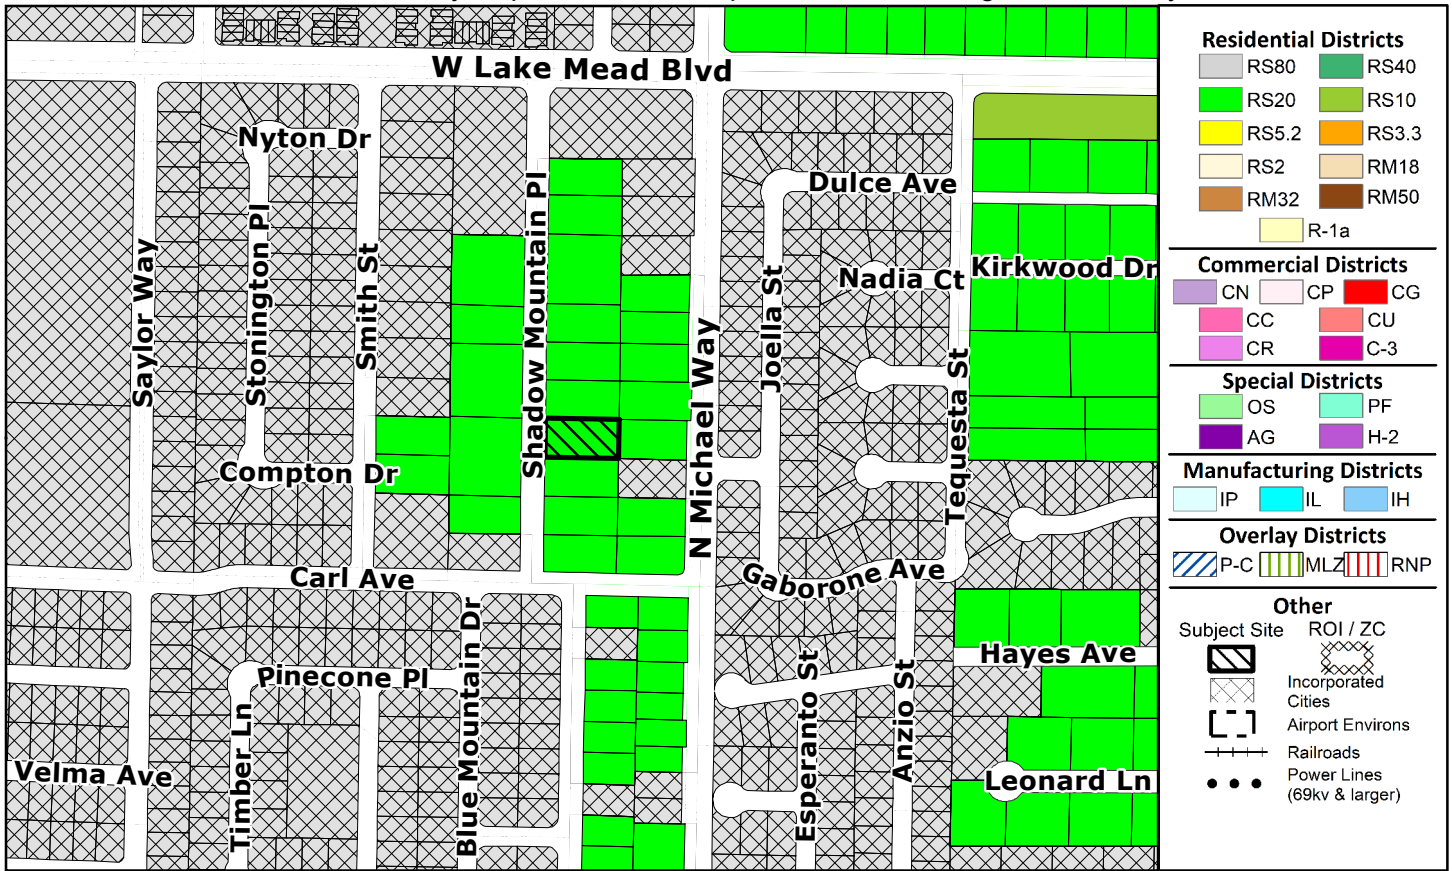 W Lake Mead Blvd
Nyton Dr
Dulce Ave
Saylor Way
Stonington Pl
Smith St
Shadow Mountain Pl
N Michael Way
Joella St
Nadia Ct
Kirkwood Dr
Tequesta St
Compton Dr
Carl Ave
Gaborone Ave
Pinecone Pl
Hayes Ave
Timber Ln
Blue Mountain Dr
Esperanto St
Anzio St
Velma Ave
Leonard Ln
Residential Districts
RS80 RS40
RS20 RS10
RS5.2 RS3.3
RS2 RM18
RM32 RM50
R-1a
Commercial Districts
CN CP CG
CC CU
CR C-3
Special Districts
OS PF
AG H-2
Manufacturing Districts
IP IL IH
Overlay Districts
P-C MLZ RNP
Other
Subject Site ROI / ZC
Incorporated
Cities
Airport Environs
Railroads
Power Lines
(69kv & larger)